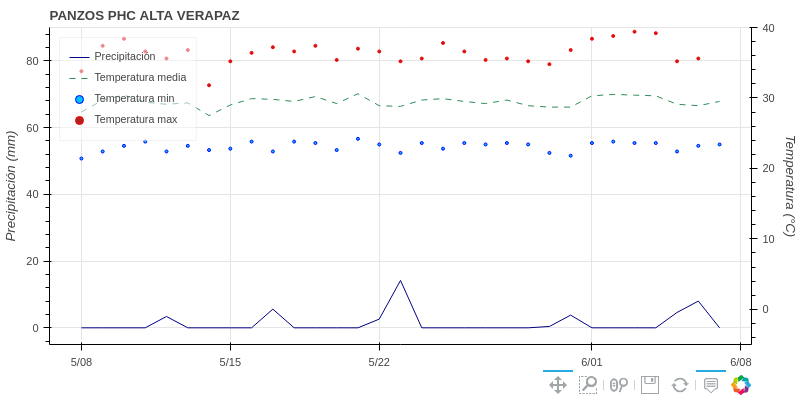 PANZOS PHC ALTA VERAPAZ
Precipitación
Temperatura media
Temperatura min
Temperatura max
Precipitación (mm)
80
60
40
20
0
Temperatura (°C)
40
30
20
10
0
5/08
5/15
5/22
6/01
6/08